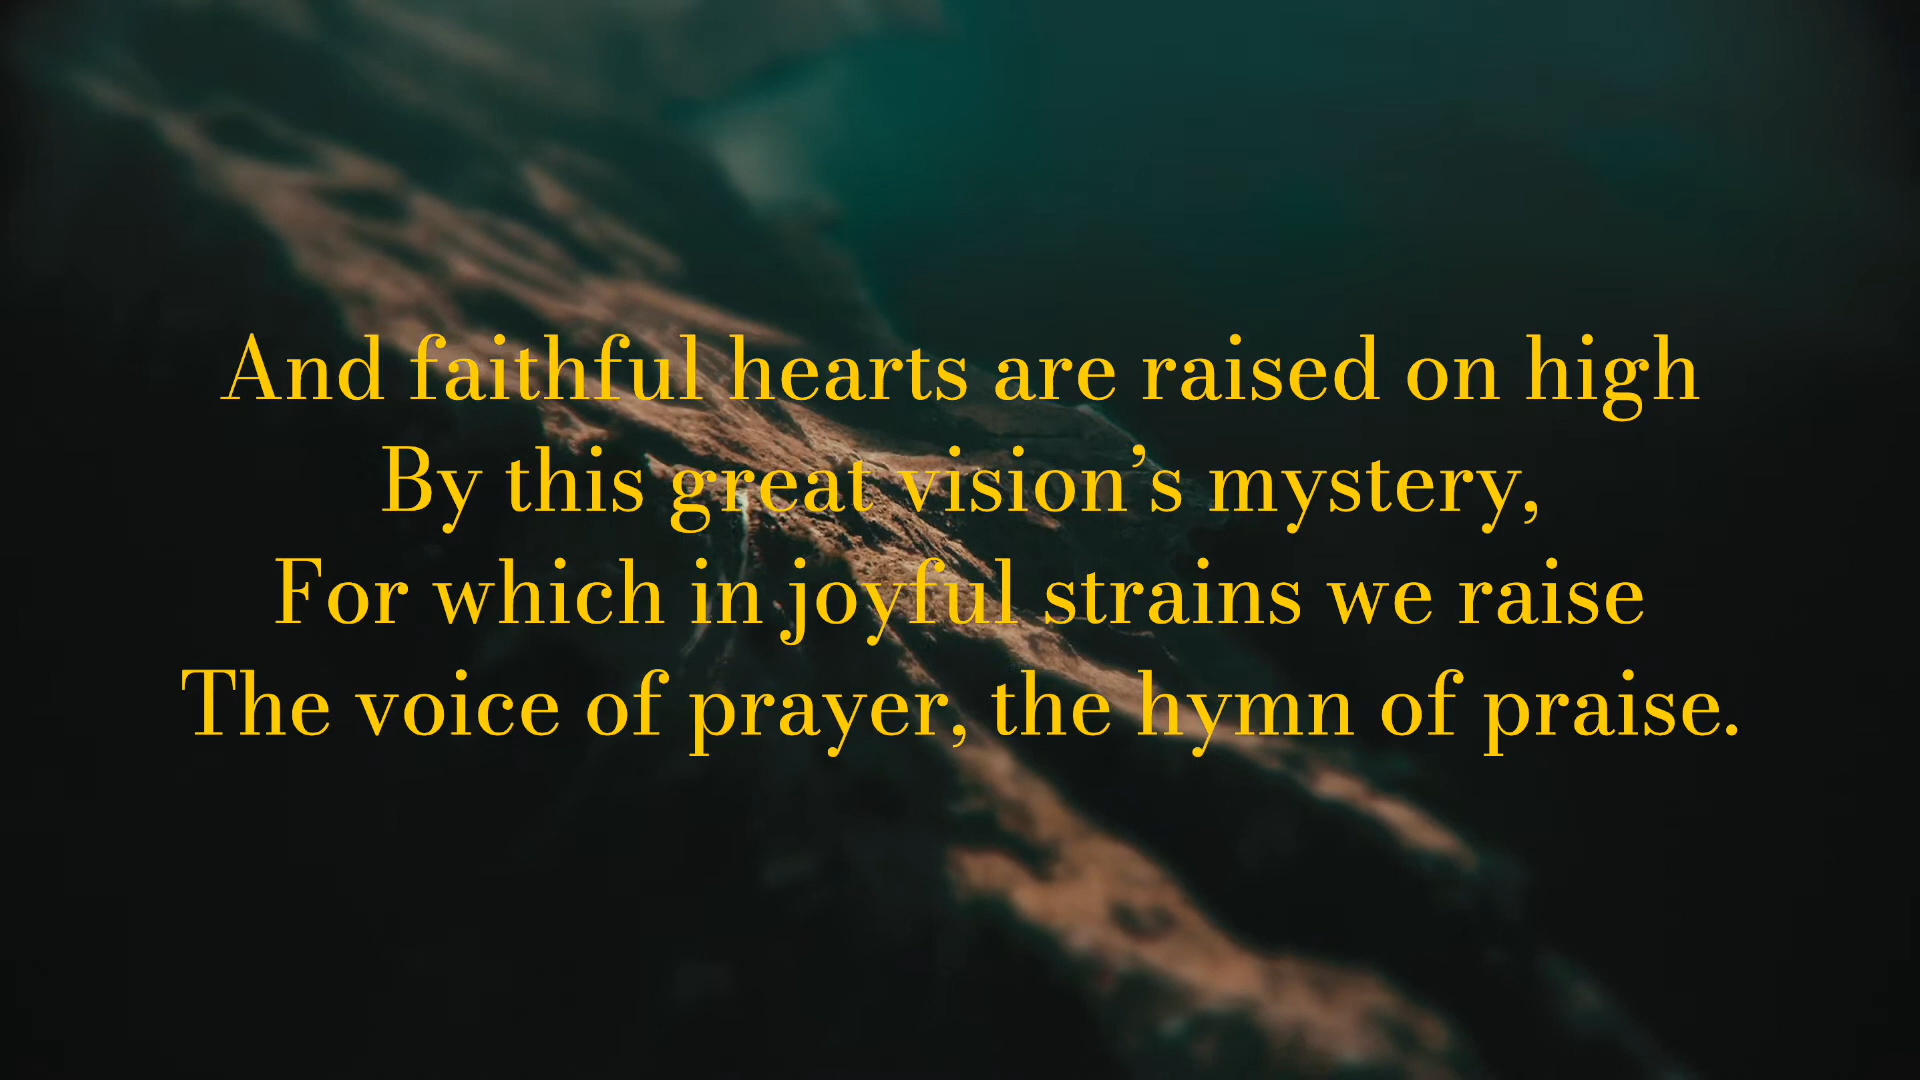 And faithful hearts are raised on high
By this great vision’s mystery,
For which in joyful strains we raise
The voice of prayer, the hymn of praise.